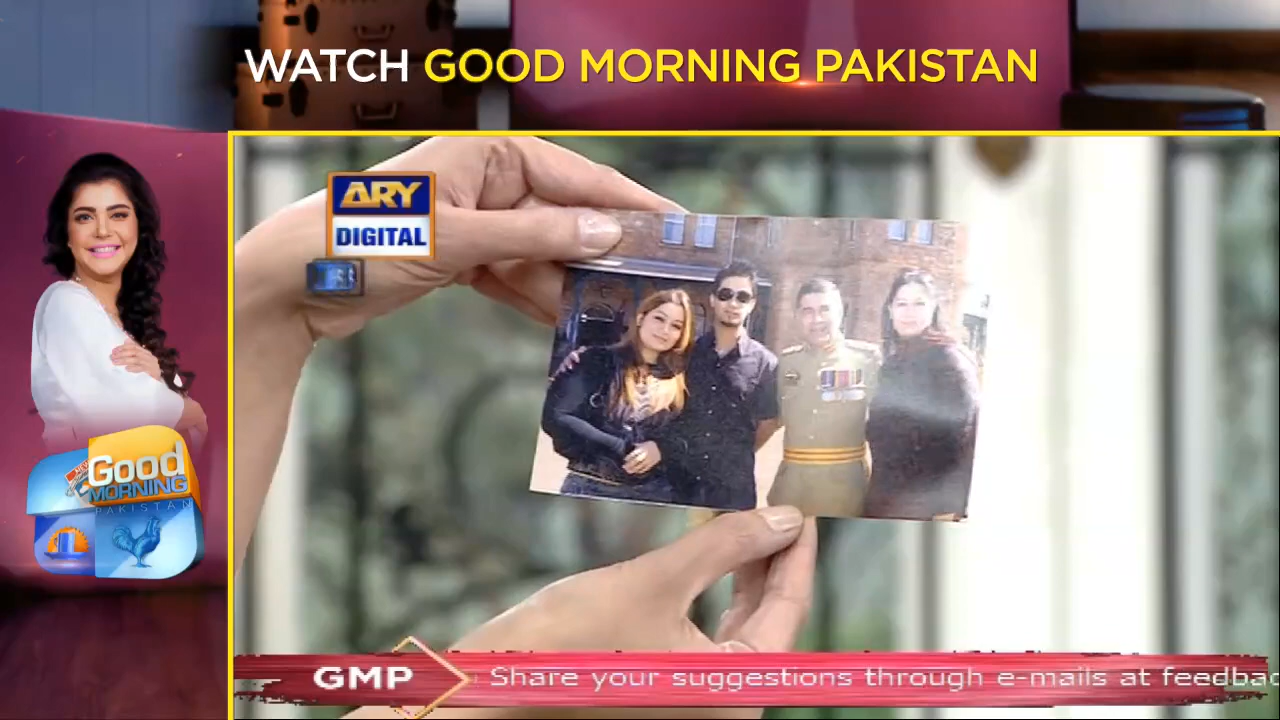 WATCH GOOD MORNING PAKISTAN
ARY
DIGITAL
Good
MORNING
PAKISTAN
GMP
Share your suggestions through e-mails at feedbac